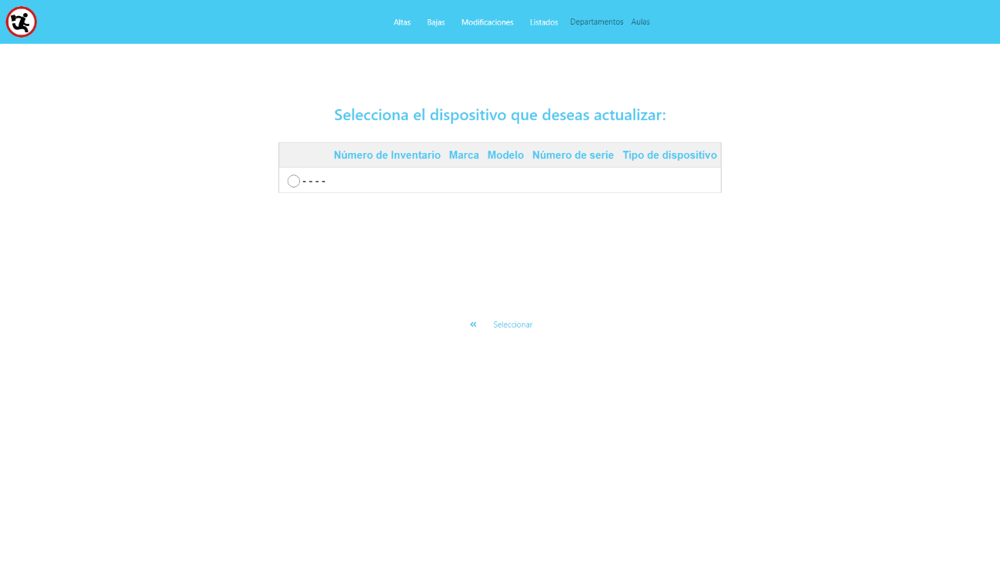 Altas Bajas Modificaciones Listados Departamentos Aulas
Selecciona el dispositivo que deseas actualizar:
Número de Inventario Marca Modelo Número de serie Tipo de dispositivo
- - - -
« Seleccionar